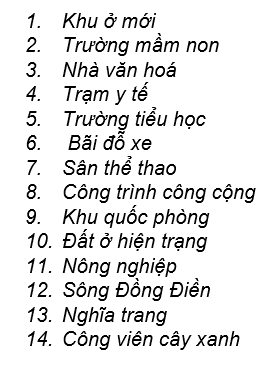 1. Khu ở mới
2. Trường mầm non
3. Nhà văn hoá
4. Trạm y tế
5. Trường tiểu học
6. Bãi đỗ xe
7. Sân thể thao
8. Công trình công cộng
9. Khu quốc phòng
10. Đất ở hiện trạng
11. Nông nghiệp
12. Sông Đồng Điền
13. Nghĩa trang
14. Công viên cây xanh